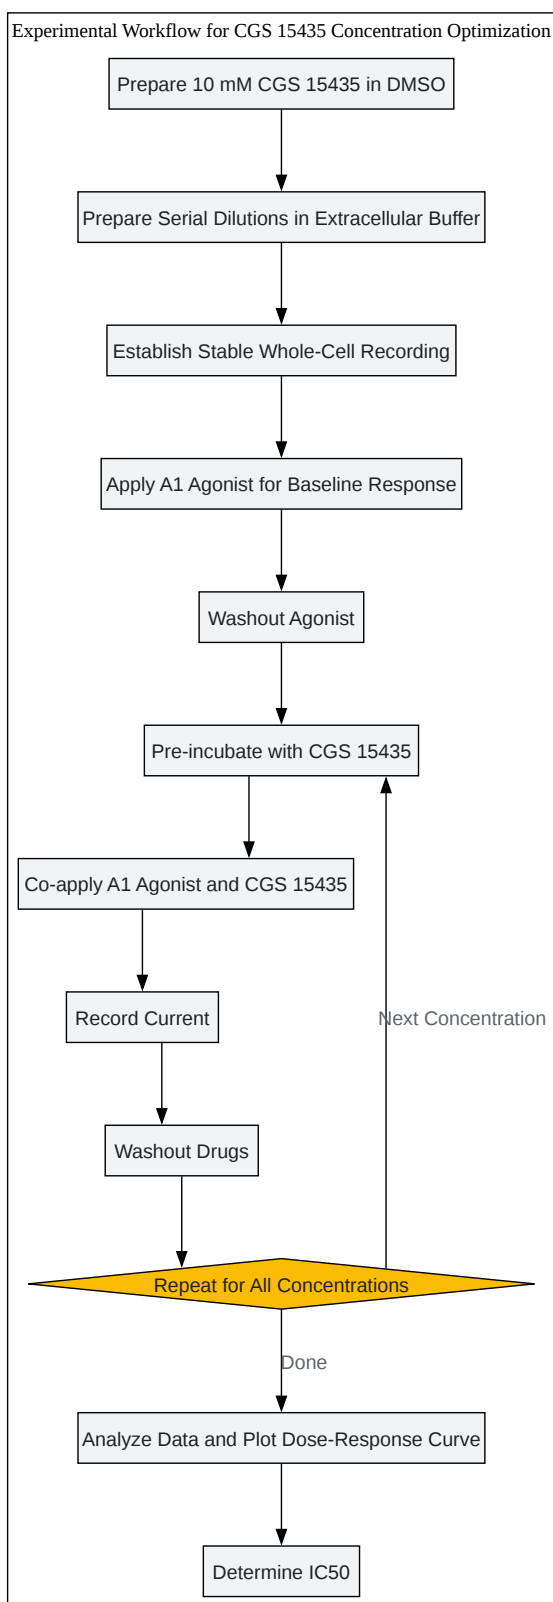 Experimental Workflow for CGS 15435 Concentration Optimization
Prepare 10 mM CGS 15435 in DMSO
Prepare Serial Dilutions in Extracellular Buffer
Establish Stable Whole-Cell Recording
Apply A1 Agonist for Baseline Response
Washout Agonist
Pre-incubate with CGS 15435
Co-apply A1 Agonist and CGS 15435
Record Current
Next Concentration
Washout Drugs
Repeat for All Concentrations
Done
Analyze Data and Plot Dose-Response Curve
Determine IC50